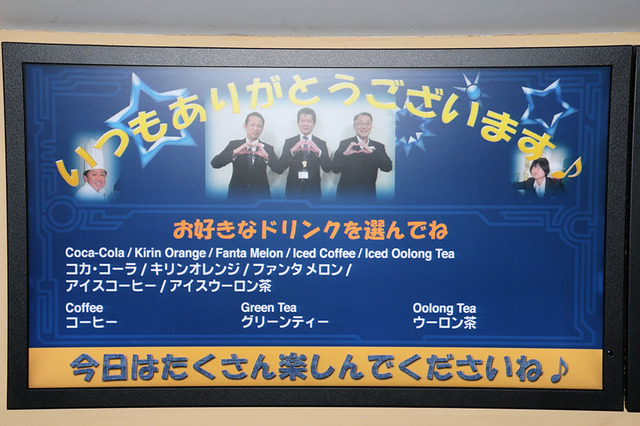 いつもありがとうございます♪
お好きなドリンクを選んでね
Coca-Cola / Kirin Orange / Fanta Melon / Iced Coffee / Iced Oolong Tea
コカ・コーラ / キリンオレンジ / ファンタ メロン /
アイスコーヒー / アイスウーロン茶
Coffee Green Tea Oolong Tea
コーヒー グリーンティー ウーロン茶
今日はたくさん楽しんでくださいね♪